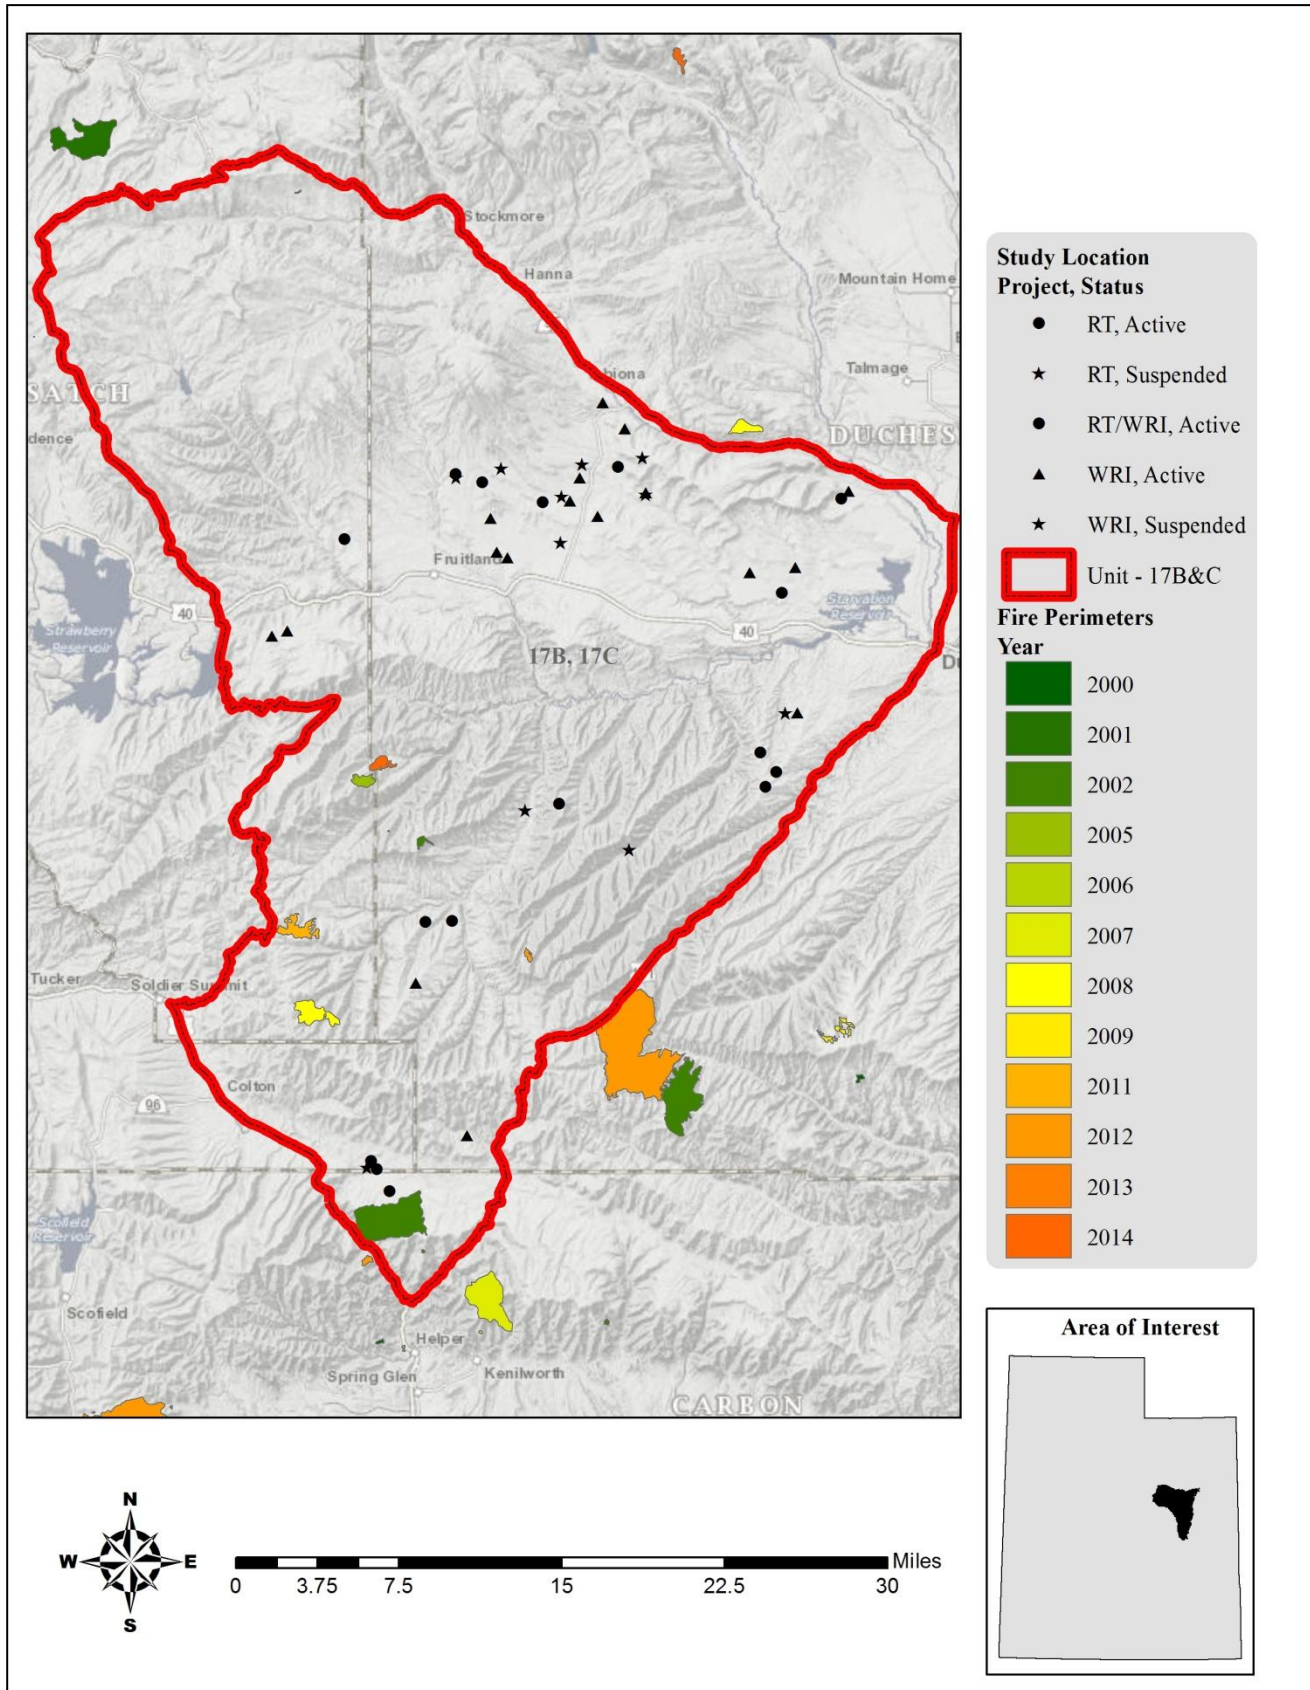 Stockmore
Hanna
Mountain Home
biona
Talmage
SATCH
dence
DUCHES
Fruitland
40
Strawberry
Reservoir
Starvation
Reservoir
40
17B, 17C
Du
Tucker
Soldier Summit
Colton
96
Scofield
Reservoir
Scofield
Helper
Spring Glen
Kenilworth
CARBON
Study Location
Project, Status
RT, Active
RT, Suspended
RT/WRI, Active
WRI, Active
WRI, Suspended
Unit - 17B&C
Fire Perimeters
Year
2000
2001
2002
2005
2006
2007
2008
2009
2011
2012
2013
2014
Area of Interest
N
W E
S
Miles
0 3.75 7.5 15 22.5 30